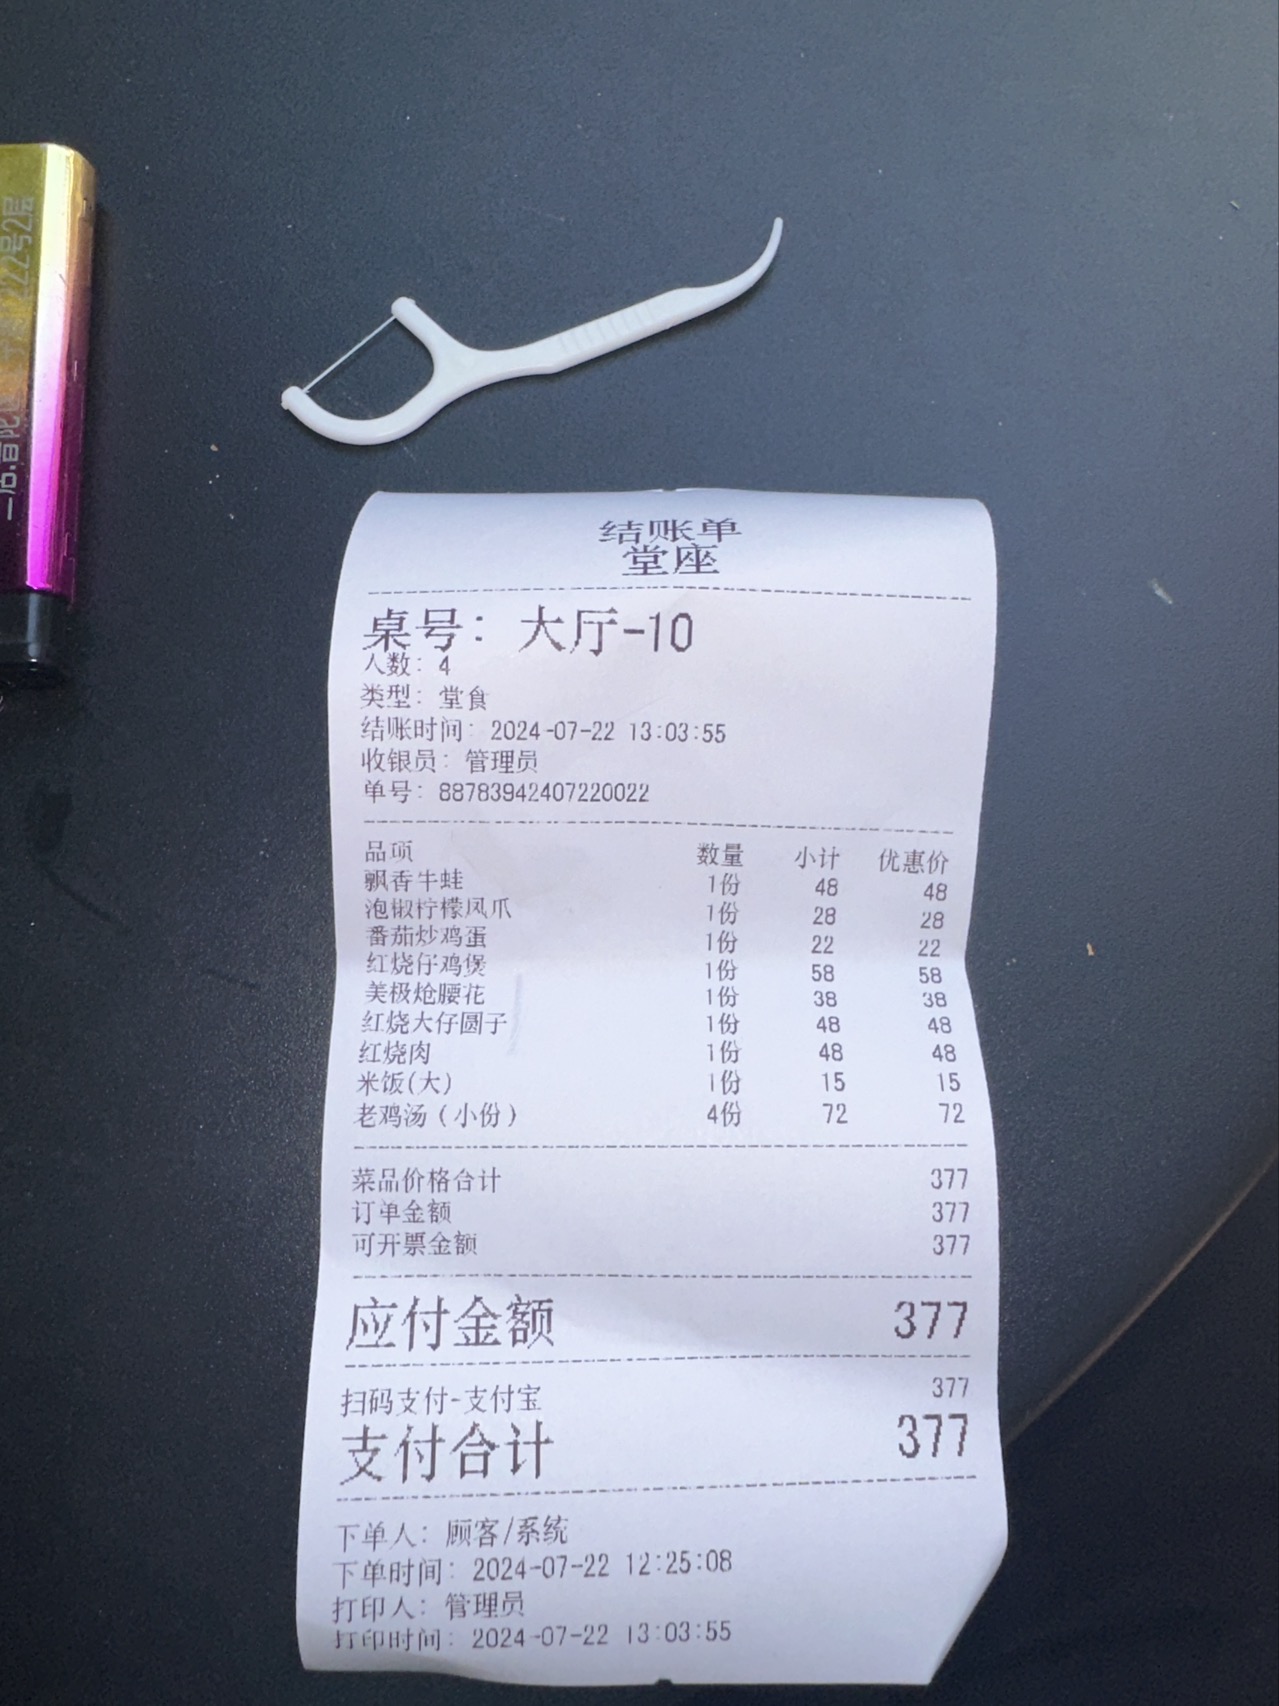 222号2层
结账单
堂座
桌号: 大厅-10
人数: 4
类型: 堂食
结账时间: 2024-07-22 13:03:55
收银员: 管理员
单号: 88783942407220022
品项 数量 小计 优惠价
飘香牛蛙 1份 48 48
泡椒柠檬凤爪 1份 28 28
番茄炒鸡蛋 1份 22 22
红烧仔鸡煲 1份 58 58
美极炝腰花 1份 38 38
红烧大仔圆子 1份 48 48
红烧肉 1份 48 48
米饭(大) 1份 15 15
老鸡汤(小份) 4份 72 72
菜品价格合计 377
订单金额 377
可开票金额 377
应付金额 377
扫码支付-支付宝 377
支付合计 377
下单人: 顾客/系统
下单时间: 2024-07-22 12:25:08
打印人: 管理员
打印时间: 2024-07-22 13:03:55